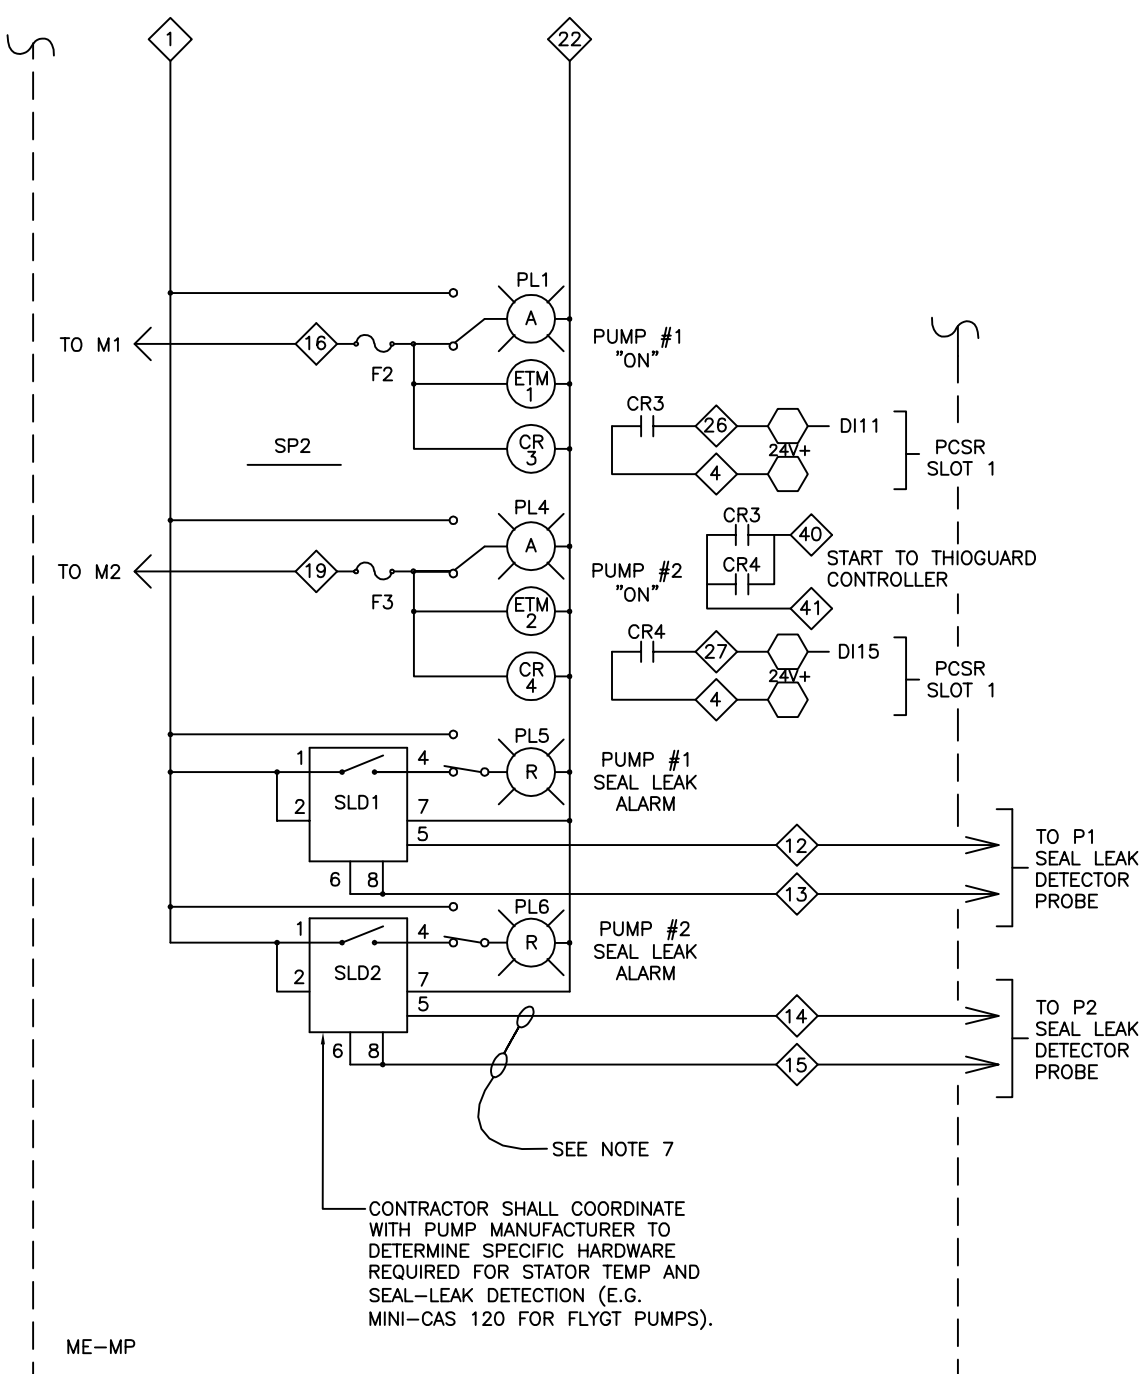 1
22
PL1
A
TO M1
16
F2
PUMP #1
"ON"
ETM
1
CR
3
SP2
CR3
26
DI11
24V+
4
PCSR
SLOT 1
PL4
A
TO M2
19
F3
PUMP #2
"ON"
ETM
2
CR
4
CR3
40
CR4
START TO THIOGUARD
CONTROLLER
41
CR4
27
DI15
24V+
4
PCSR
SLOT 1
PL5
1
4
R
2
SLD1
7
5
6
8
PUMP #1
SEAL LEAK
ALARM
12
13
TO P1
SEAL LEAK
DETECTOR
PROBE
PL6
1
4
R
2
SLD2
7
5
6
8
PUMP #2
SEAL LEAK
ALARM
14
15
TO P2
SEAL LEAK
DETECTOR
PROBE
SEE NOTE 7
CONTRACTOR SHALL COORDINATE
WITH PUMP MANUFACTURER TO
DETERMINE SPECIFIC HARDWARE
REQUIRED FOR STATOR TEMP AND
SEAL-LEAK DETECTION (E.G.
MINI-CAS 120 FOR FLYGT PUMPS).
ME-MP